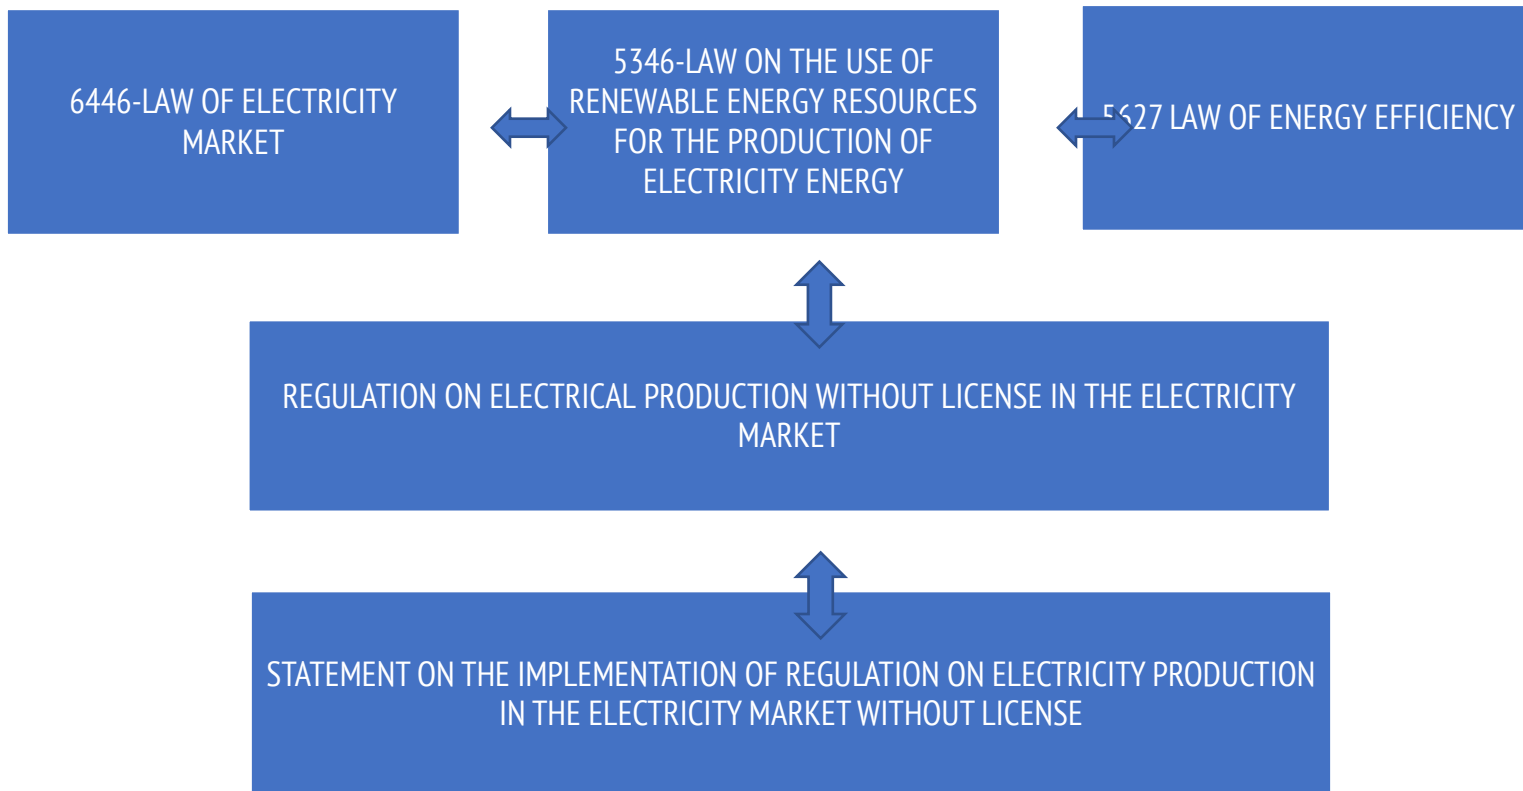 6446-LAW OF ELECTRICITY
MARKET
5346-LAW ON THE USE OF
RENEWABLE ENERGY RESOURCES
FOR THE PRODUCTION OF
ELECTRICITY ENERGY
5627 LAW OF ENERGY EFFICIENCY
REGULATION ON ELECTRICAL PRODUCTION WITHOUT LICENSE IN THE ELECTRICITY
MARKET
STATEMENT ON THE IMPLEMENTATION OF REGULATION ON ELECTRICITY PRODUCTION
IN THE ELECTRICITY MARKET WITHOUT LICENSE